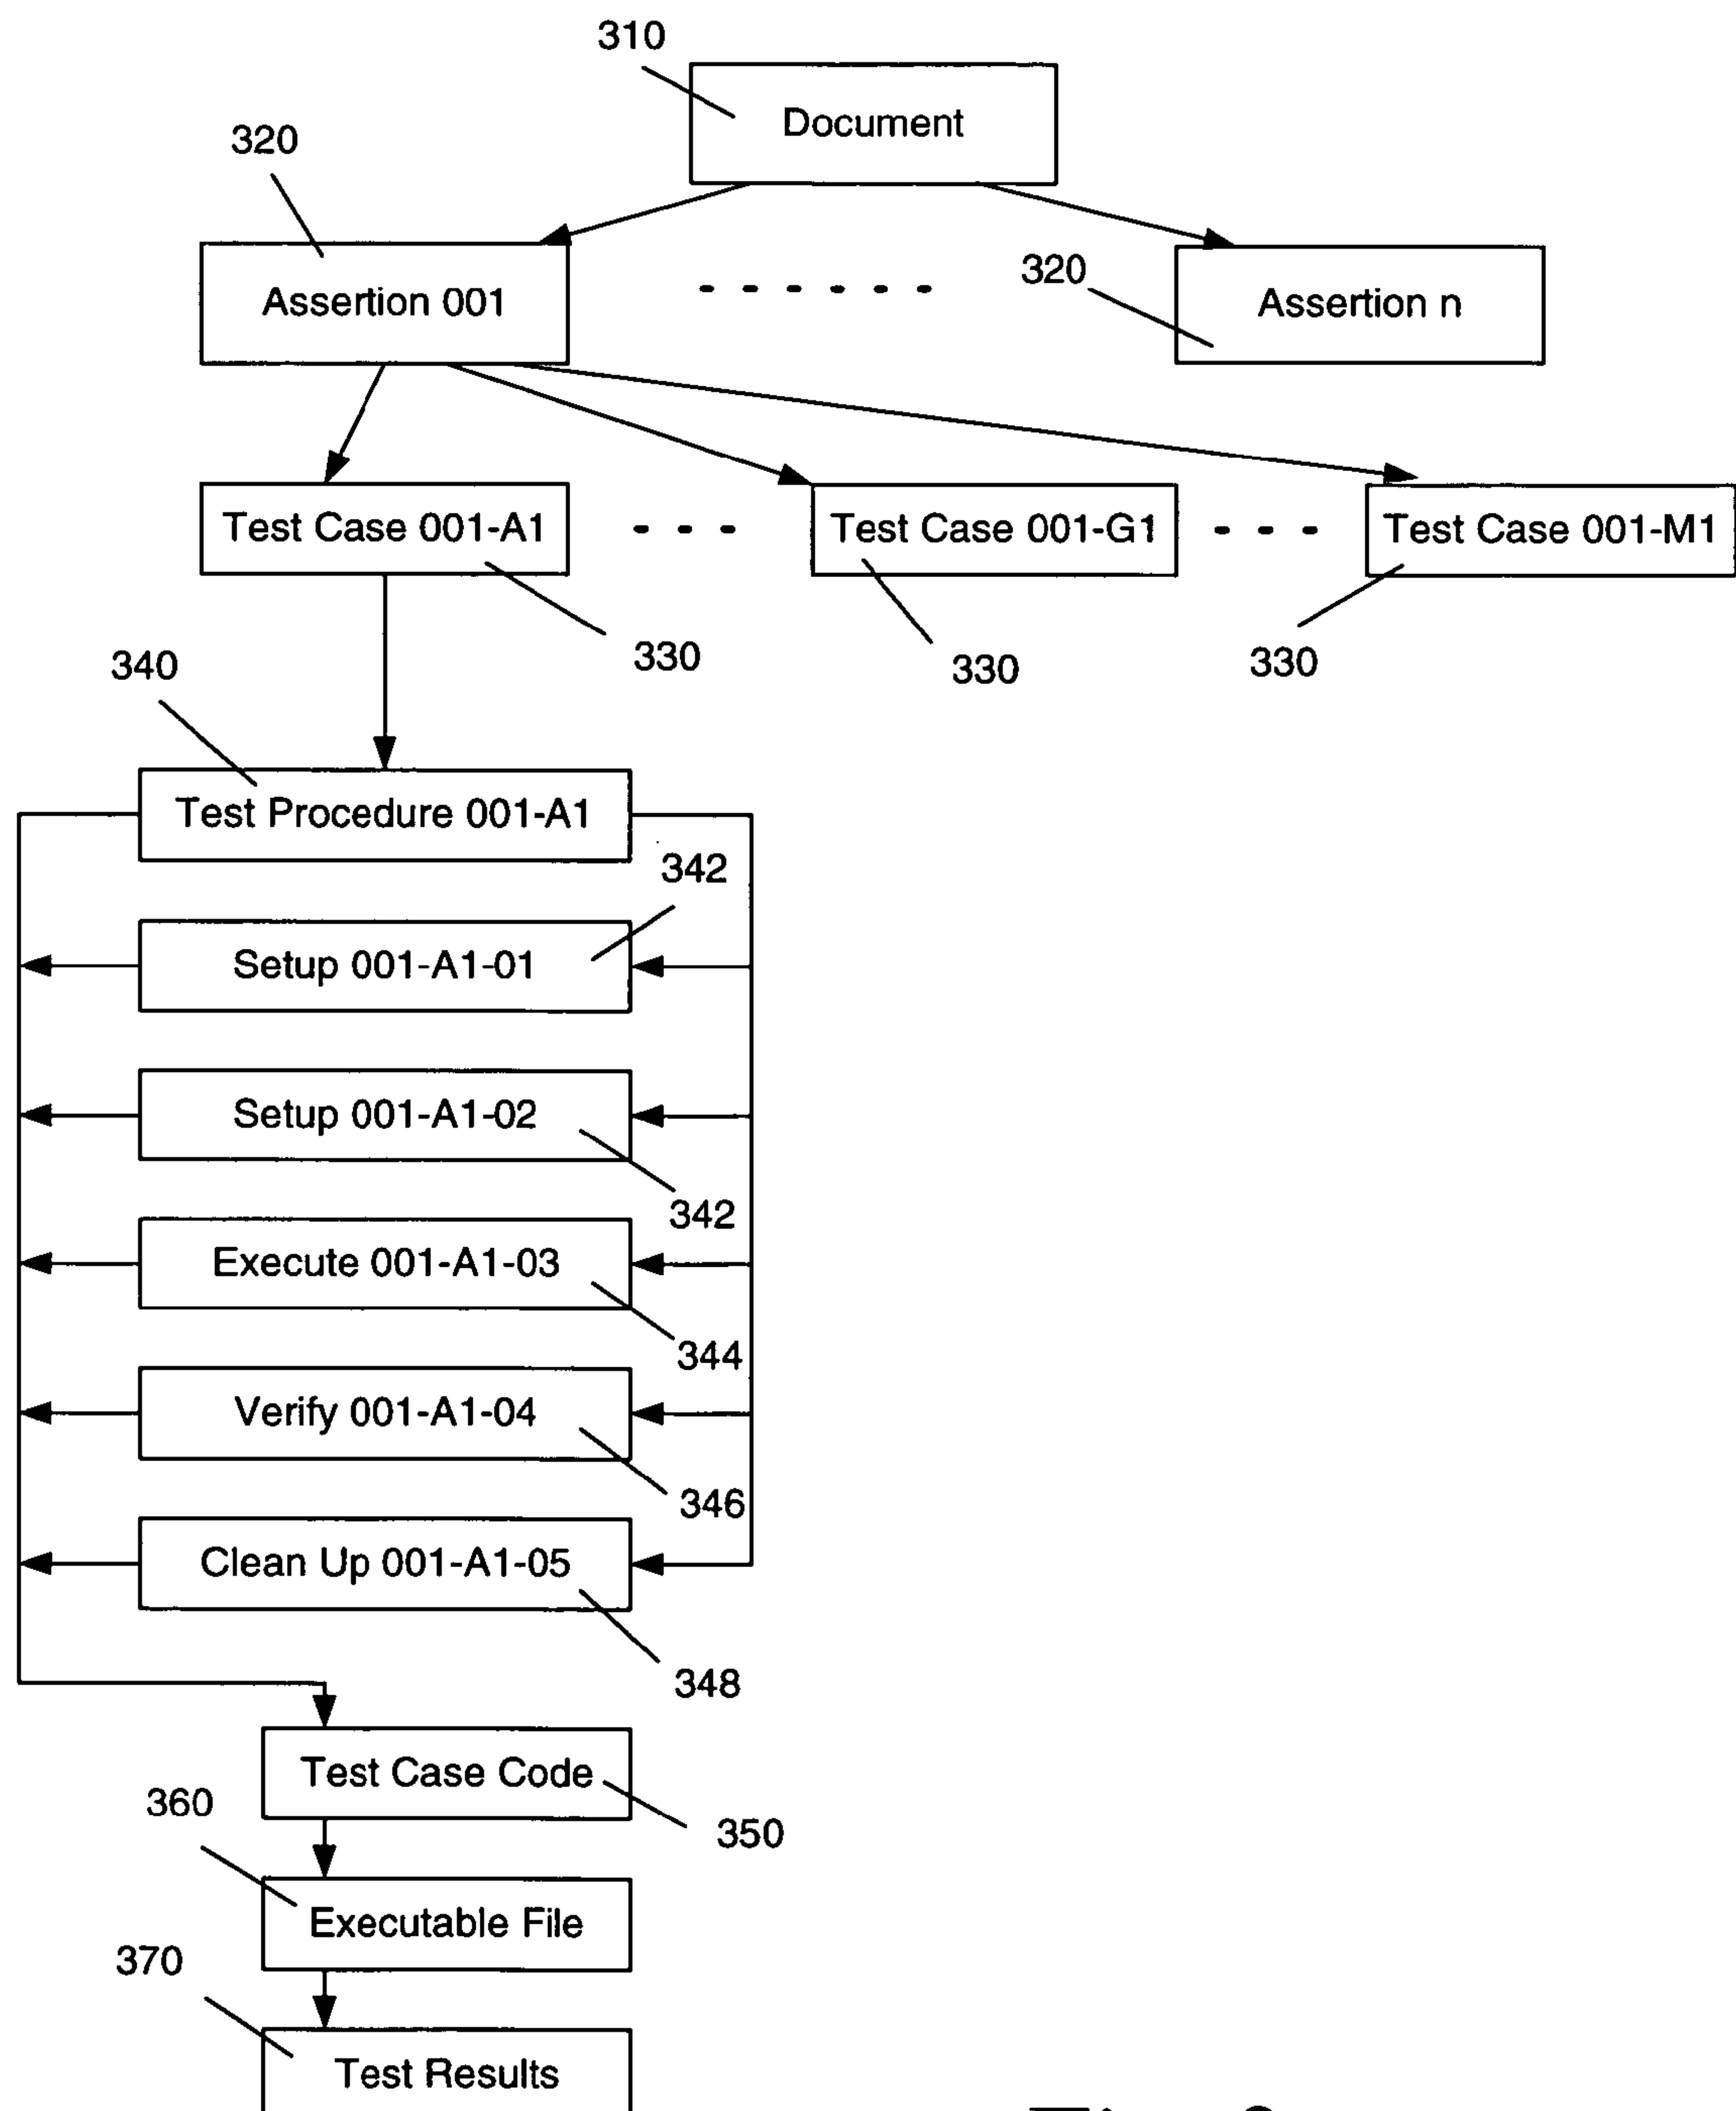 310
Document
320
Assertion 001
320
Assertion n
Test Case 001-A1
Test Case 001-G1
Test Case 001-M1
330
330
330
340
Test Procedure 001-A1
342
Setup 001-A1-01
Setup 001-A1-02
342
Execute 001-A1-03
344
Verify 001-A1-04
346
Clean Up 001-A1-05
348
Test Case Code
360
350
Executable File
370
Test Results